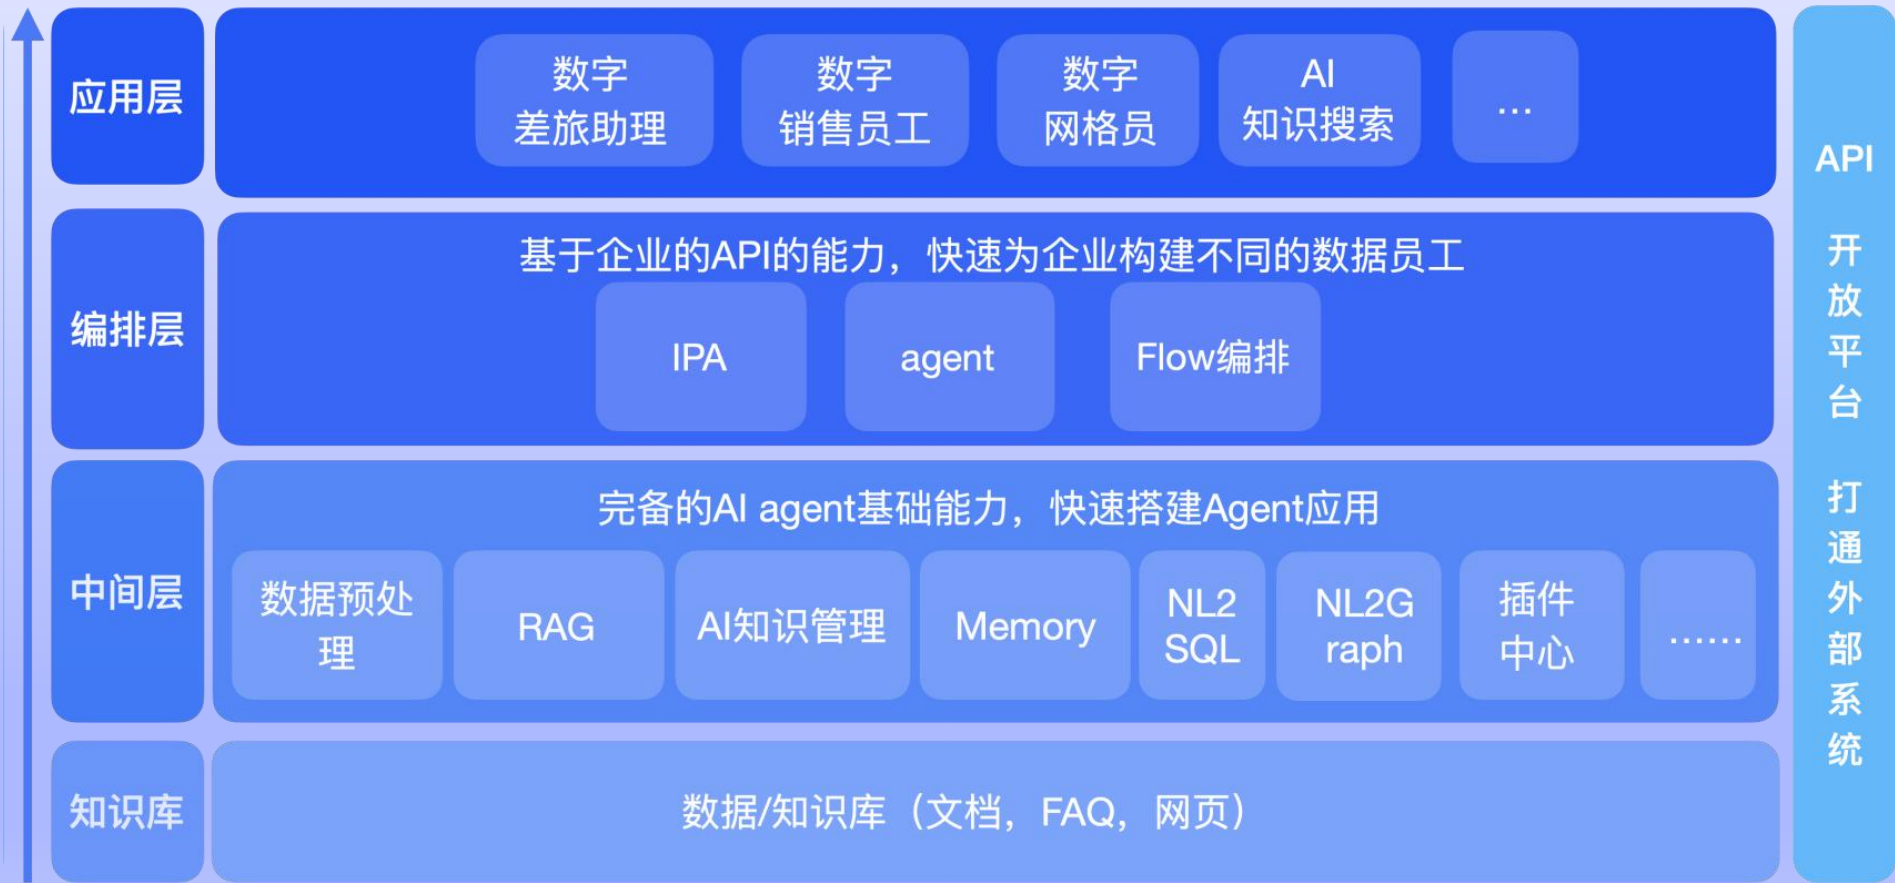 应用层
数字
差旅助理
数字
销售员工
数字
网格员
AI
知识搜索
...
编排层
基于企业的API的能力，快速为企业构建不同的数据员工
IPA
agent
Flow编排
中间层
完备的AI agent基础能力，快速搭建Agent应用
数据预处
理
RAG
AI知识管理
Memory
NL2
SQL
NL2G
raph
插件
中心
......
知识库
数据/知识库（文档，FAQ，网页）
API
开
放
平
台
打
通
外
部
系
统